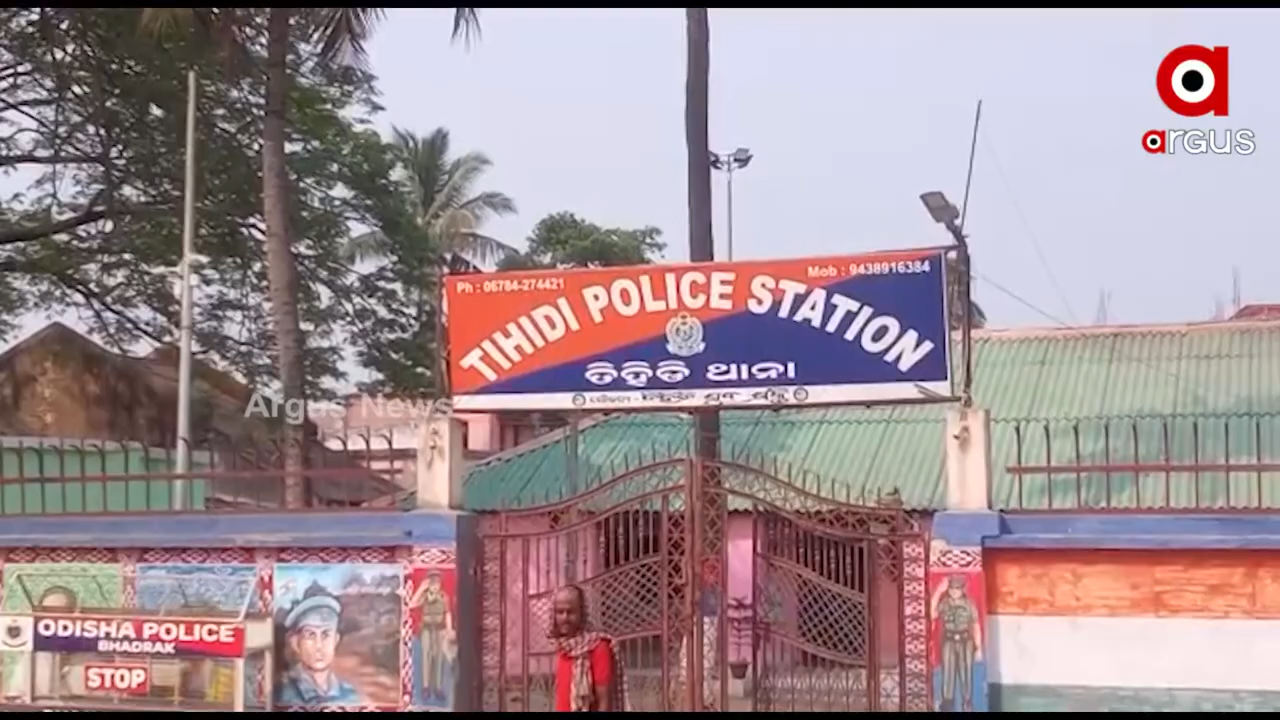 argus
Ph : 06784-274421
Mob : 9438916384
TIHIDI POLICE STATION
ତିହିଡି ଥାନା
Argus News
ODISHA POLICE
BHADRAK
STOP